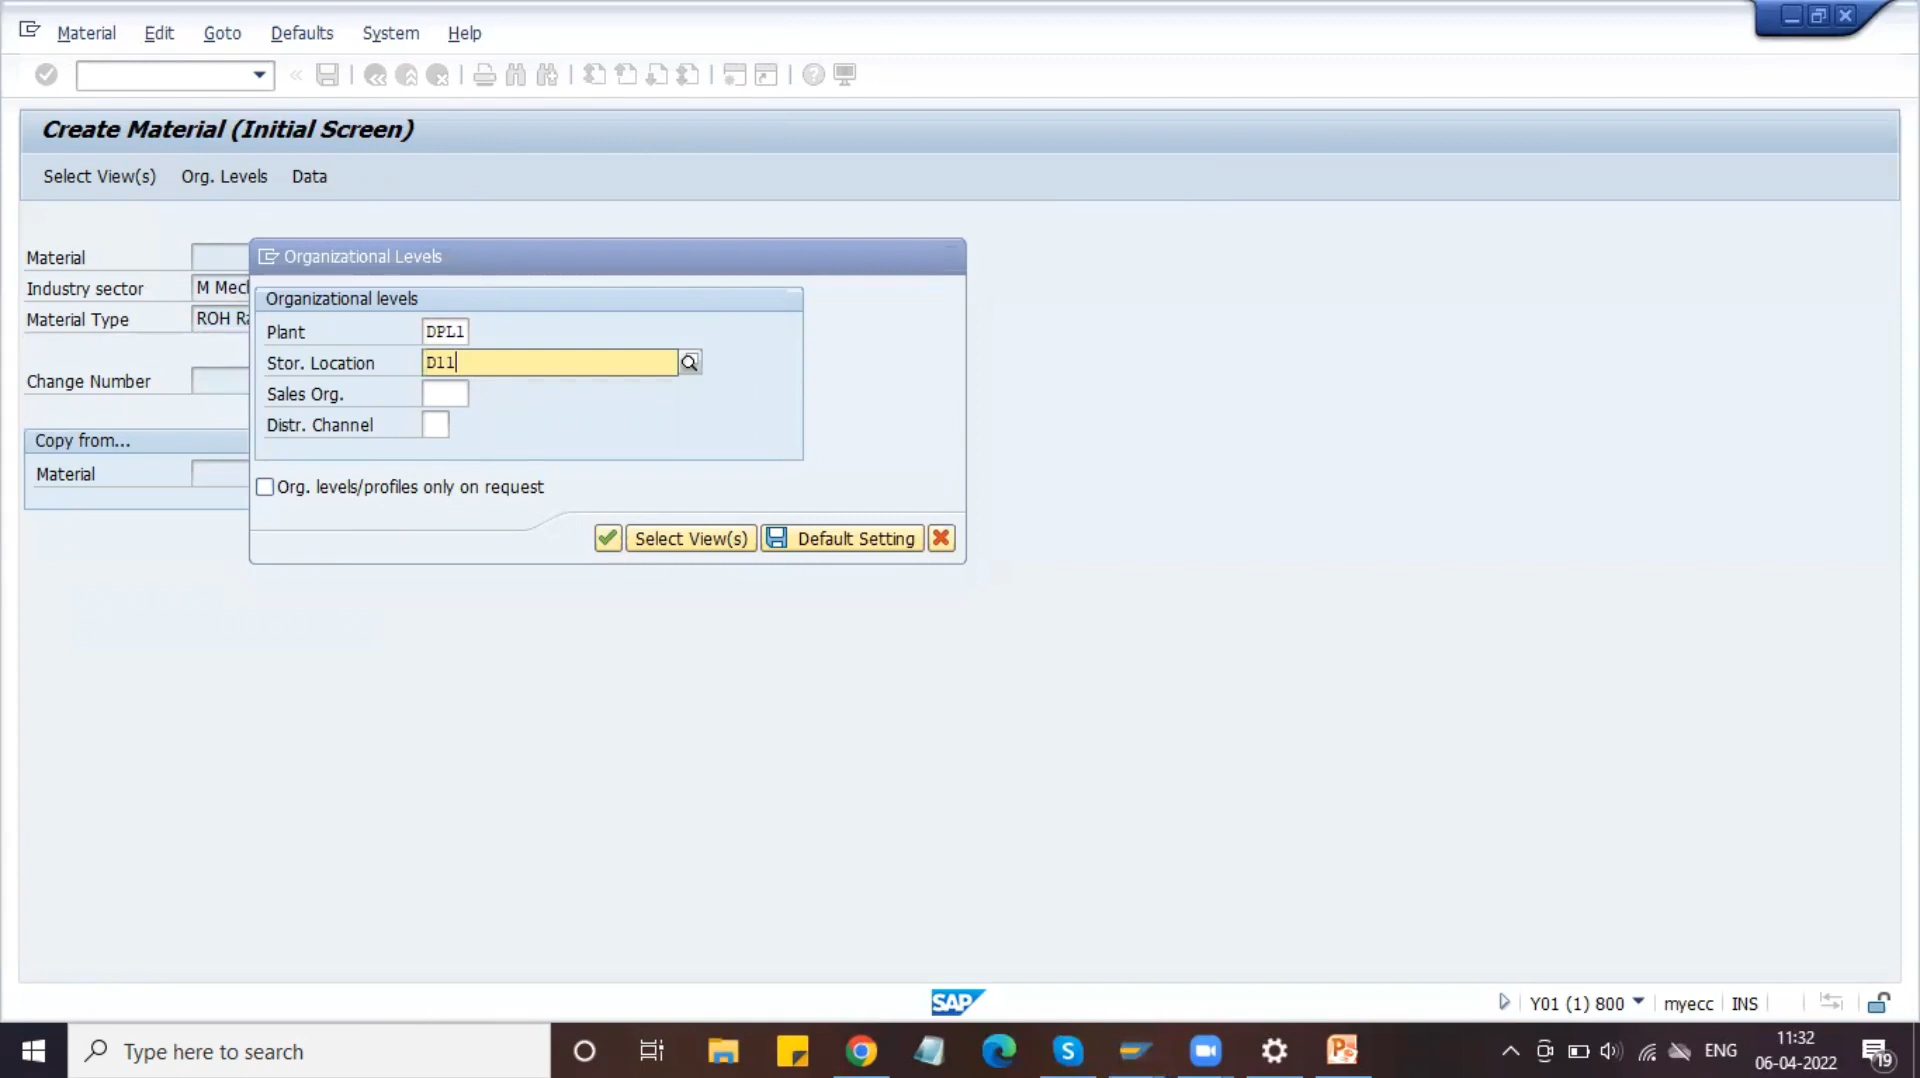 Material Edit Goto Defaults System Help
Create Material (Initial Screen)
Select View(s) Org. Levels Data
Material
Industry sector M Mec
Material Type ROH Ra
Change Number
Copy from...
Material
Organizational Levels
Organizational levels
Plant DPL1
Stor. Location D11
Sales Org.
Distr. Channel
Org. levels/profiles only on request
Select View(s) Default Setting
SAP
Y01 (1) 800 myecc INS
Type here to search
ENG
11:32
06-04-2022
19